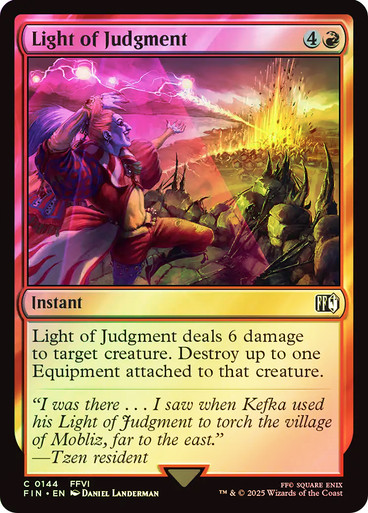 Light of Judgment 4
Instant
Light of Judgment deals 6 damage
to target creature. Destroy up to one
Equipment attached to that creature.
“I was there . . . I saw when Kefka used
his Light of Judgment to torch the village
of Mobliz, far to the east.”
—Tzen resident
C 0144 FFVI
FIN • EN DANIEL LANDERMAN
FF© SQUARE ENIX
™ & © 2025 Wizards of the Coast